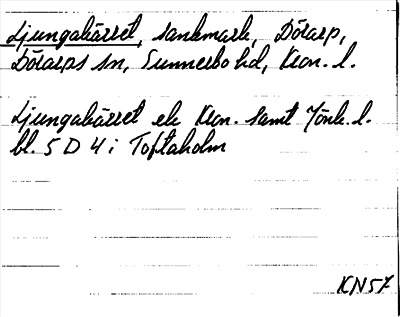 Ljungakärret, sankmark, Dörarp,
Dörarps sn, Sunnerbo hd, Kron. l.
Ljungakärret ek Kron. samt Jönk. l.
bl. 5 D 4 i Toftaholm
KN57